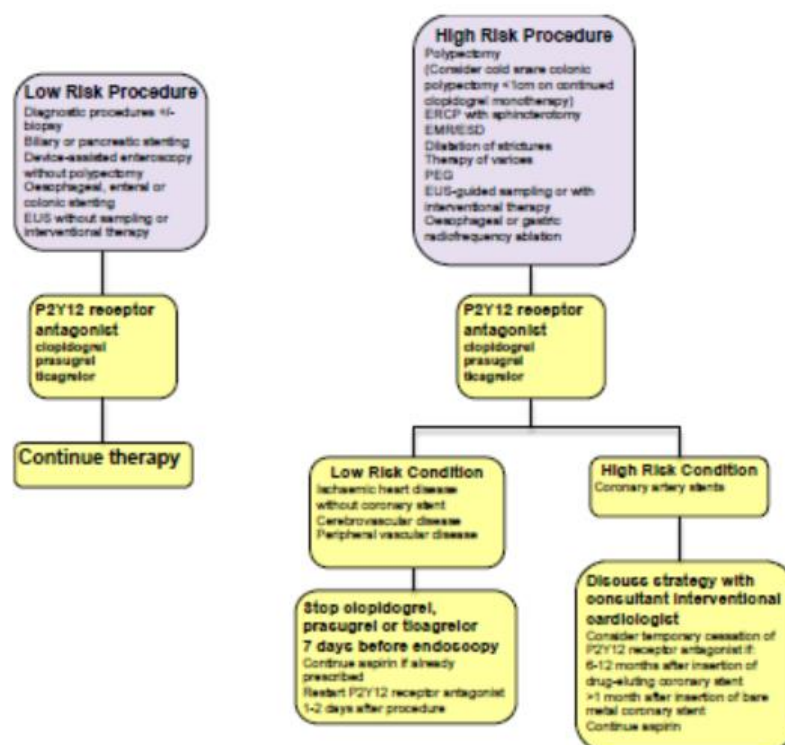 Low Risk Procedure
Diagnostic procedures +/-
biopsy
Biliary or pancreatic stenting
Device-assisted enteroscopy
without polypectomy
Oesophageal, enteral or
colonic stenting
EUS without sampling or
interventional therapy
P2Y12 receptor
antagonist
clopidogrel
prasugrel
ticagrelor
Continue therapy
High Risk Procedure
Polypectomy
(Consider cold snare colonic
polypectomy <1cm on continued
clopidogrel monotherapy)
ERCP with sphincterotomy
EMR/ESD
Dilatation of strictures
Therapy of varices
PEG
EUS-guided sampling or with
interventional therapy
Oesophageal or gastric
radiofrequency ablation
P2Y12 receptor
antagonist
clopidogrel
prasugrel
ticagrelor
Low Risk Condition
Ischaemic heart disease
without coronary stent
Cerebrovascular disease
Peripheral vascular disease
Stop clopidogrel,
prasugrel or ticagrelor
7 days before endoscopy
Continue aspirin if already
prescribed
Restart P2Y12 receptor antagonist
1-2 days after procedure
High Risk Condition
Coronary artery stents
Discuss strategy with
consultant interventional
cardiologist
Consider temporary cessation of
P2Y12 receptor antagonist if:
6-12 months after insertion of
drug-eluting coronary stent
>1 month after insertion of bare
metal coronary stent
Continue aspirin